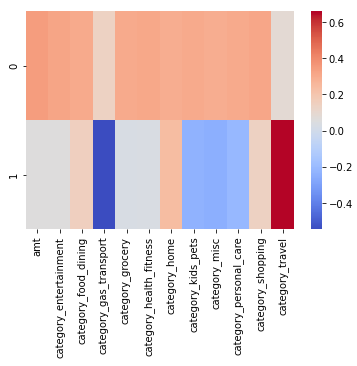 0
1
amt
category_entertainment
category_food_dining
category_gas_transport
category_grocery
category_health_fitness
category_home
category_kids_pets
category_misc
category_personal_care
category_shopping
category_travel
0.6
0.4
0.2
0.0
−0.2
−0.4